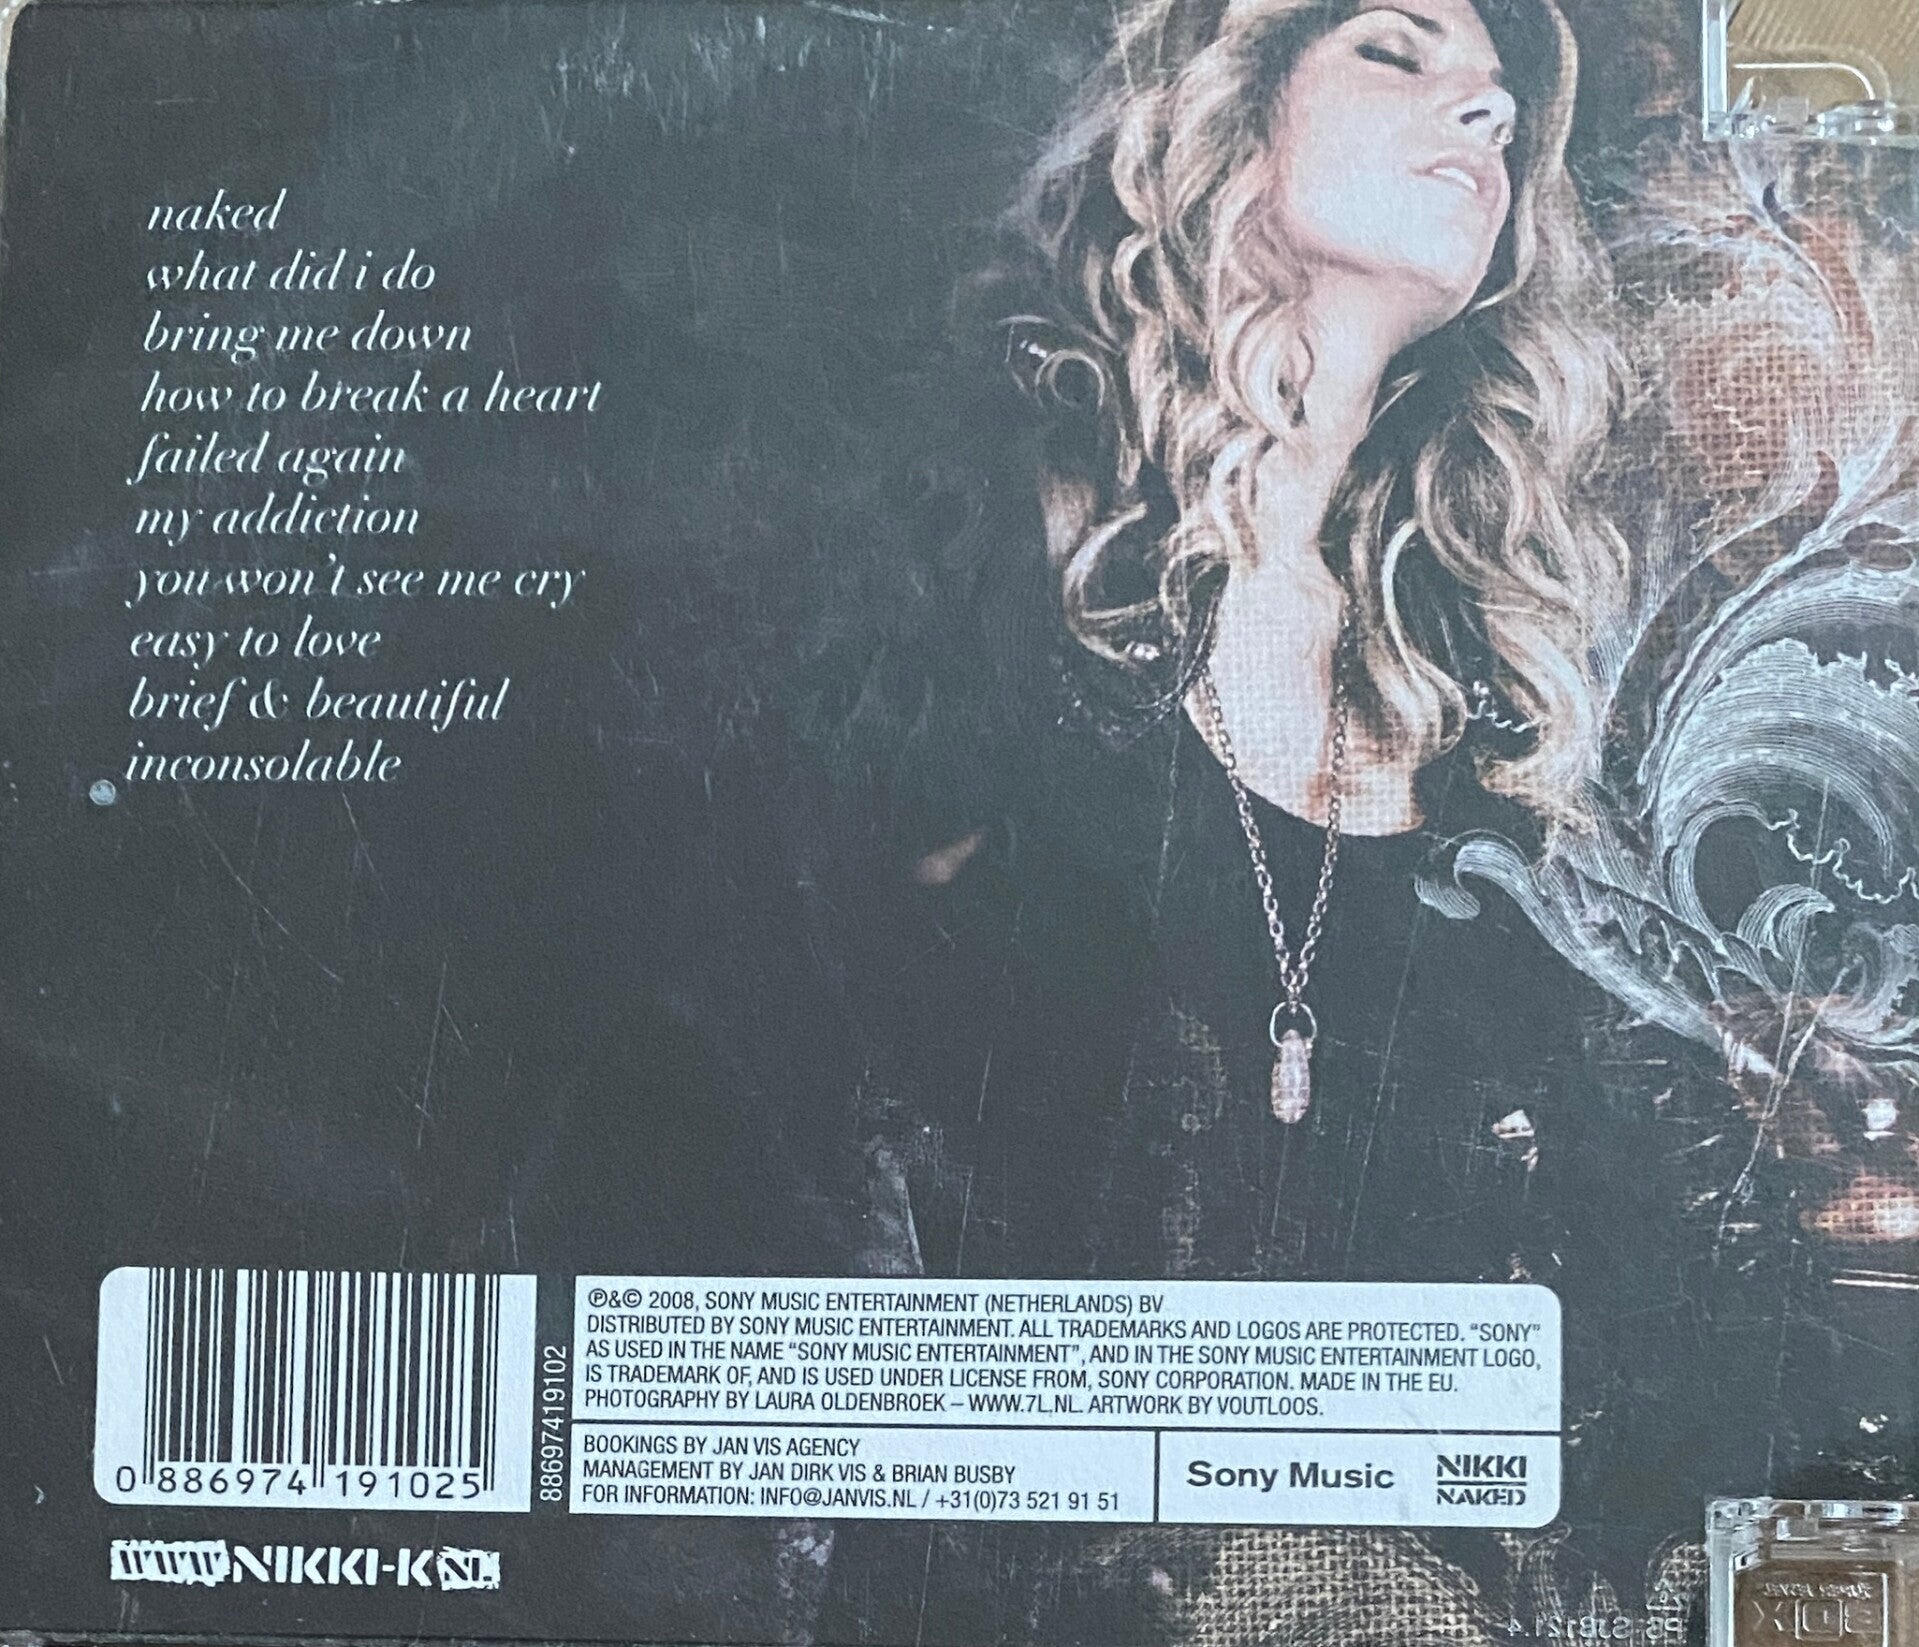 naked
what did i do
bring me down
how to break a heart
failed again
my addiction
you won't see me cry
easy to love
brief & beautiful
inconsolable
0 886974 191025
88697419102
℗&© 2008, SONY MUSIC ENTERTAINMENT (NETHERLANDS) BV
DISTRIBUTED BY SONY MUSIC ENTERTAINMENT. ALL TRADEMARKS AND LOGOS ARE PROTECTED. "SONY"
AS USED IN THE NAME "SONY MUSIC ENTERTAINMENT", AND IN THE SONY MUSIC ENTERTAINMENT LOGO,
IS TRADEMARK OF, AND IS USED UNDER LICENSE FROM, SONY CORPORATION. MADE IN THE EU.
PHOTOGRAPHY BY LAURA OLDENBROEK – WWW.7L.NL. ARTWORK BY VOUTLOOS.
BOOKINGS BY JAN VIS AGENCY
MANAGEMENT BY JAN DIRK VIS & BRIAN BUSBY
FOR INFORMATION: INFO@JANVIS.NL / +31(0)73 521 91 51
Sony Music
NIKKI
NAKED
WWW NIKKI-K NL